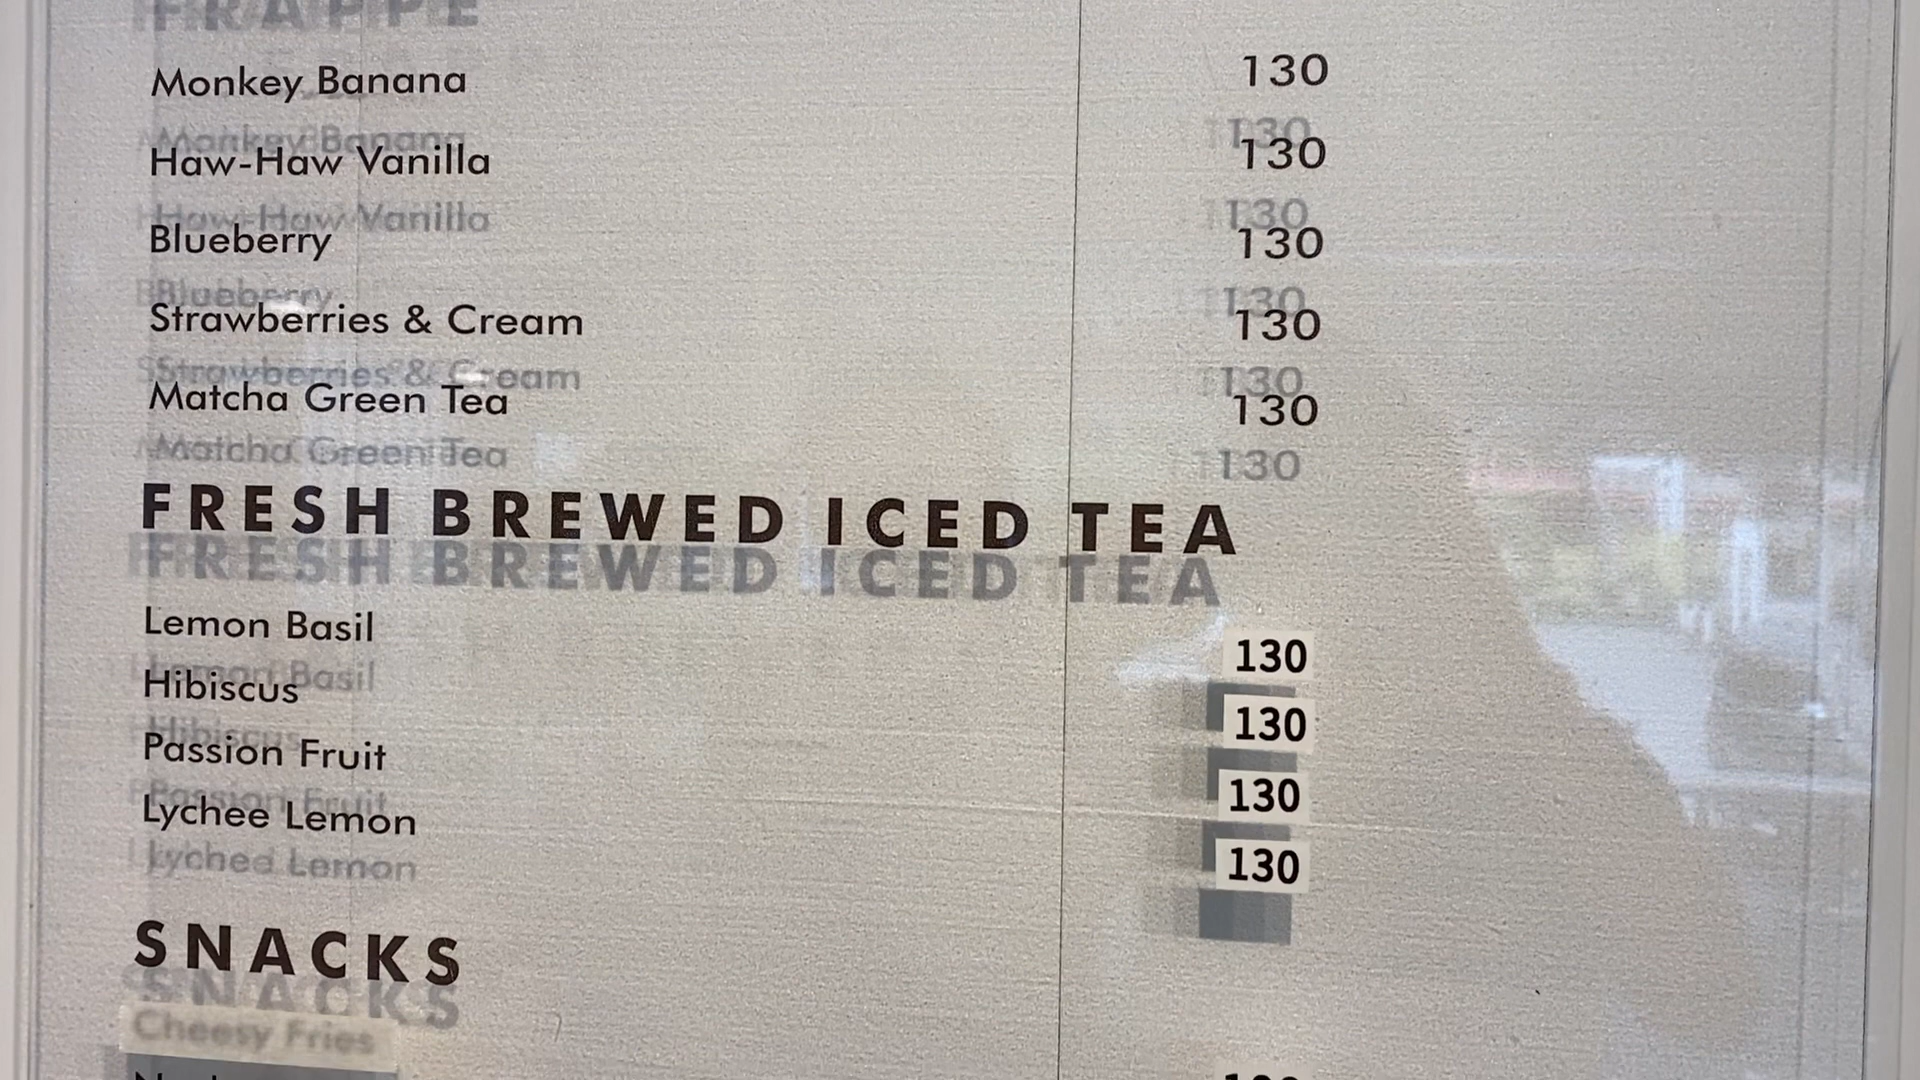 FRAPPE
Monkey Banana 130
Haw-Haw Vanilla 130
Blueberry 130
Strawberries & Cream 130
Matcha Green Tea 130
FRESH BREWED ICED TEA
Lemon Basil 130
Hibiscus 130
Passion Fruit 130
Lychee Lemon 130
SNACKS
Cheesy Fries